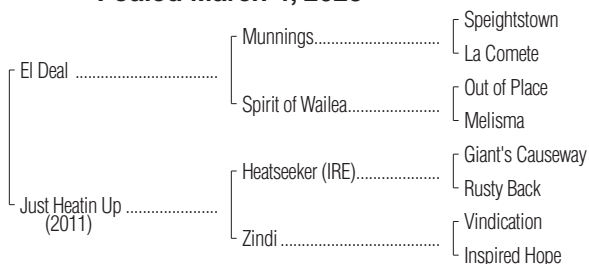 Foaled March 4,
Speightstown
Munnings..............................
La Comete
El Deal .................................
Out of Place
Spirit of Wailea......................
Melisma
Giant's Causeway
Heatseeker (IRE)....................
Rusty Back
Just Heatin Up ......................
(2011)
Vindication
Zindi ......................................
Inspired Hope